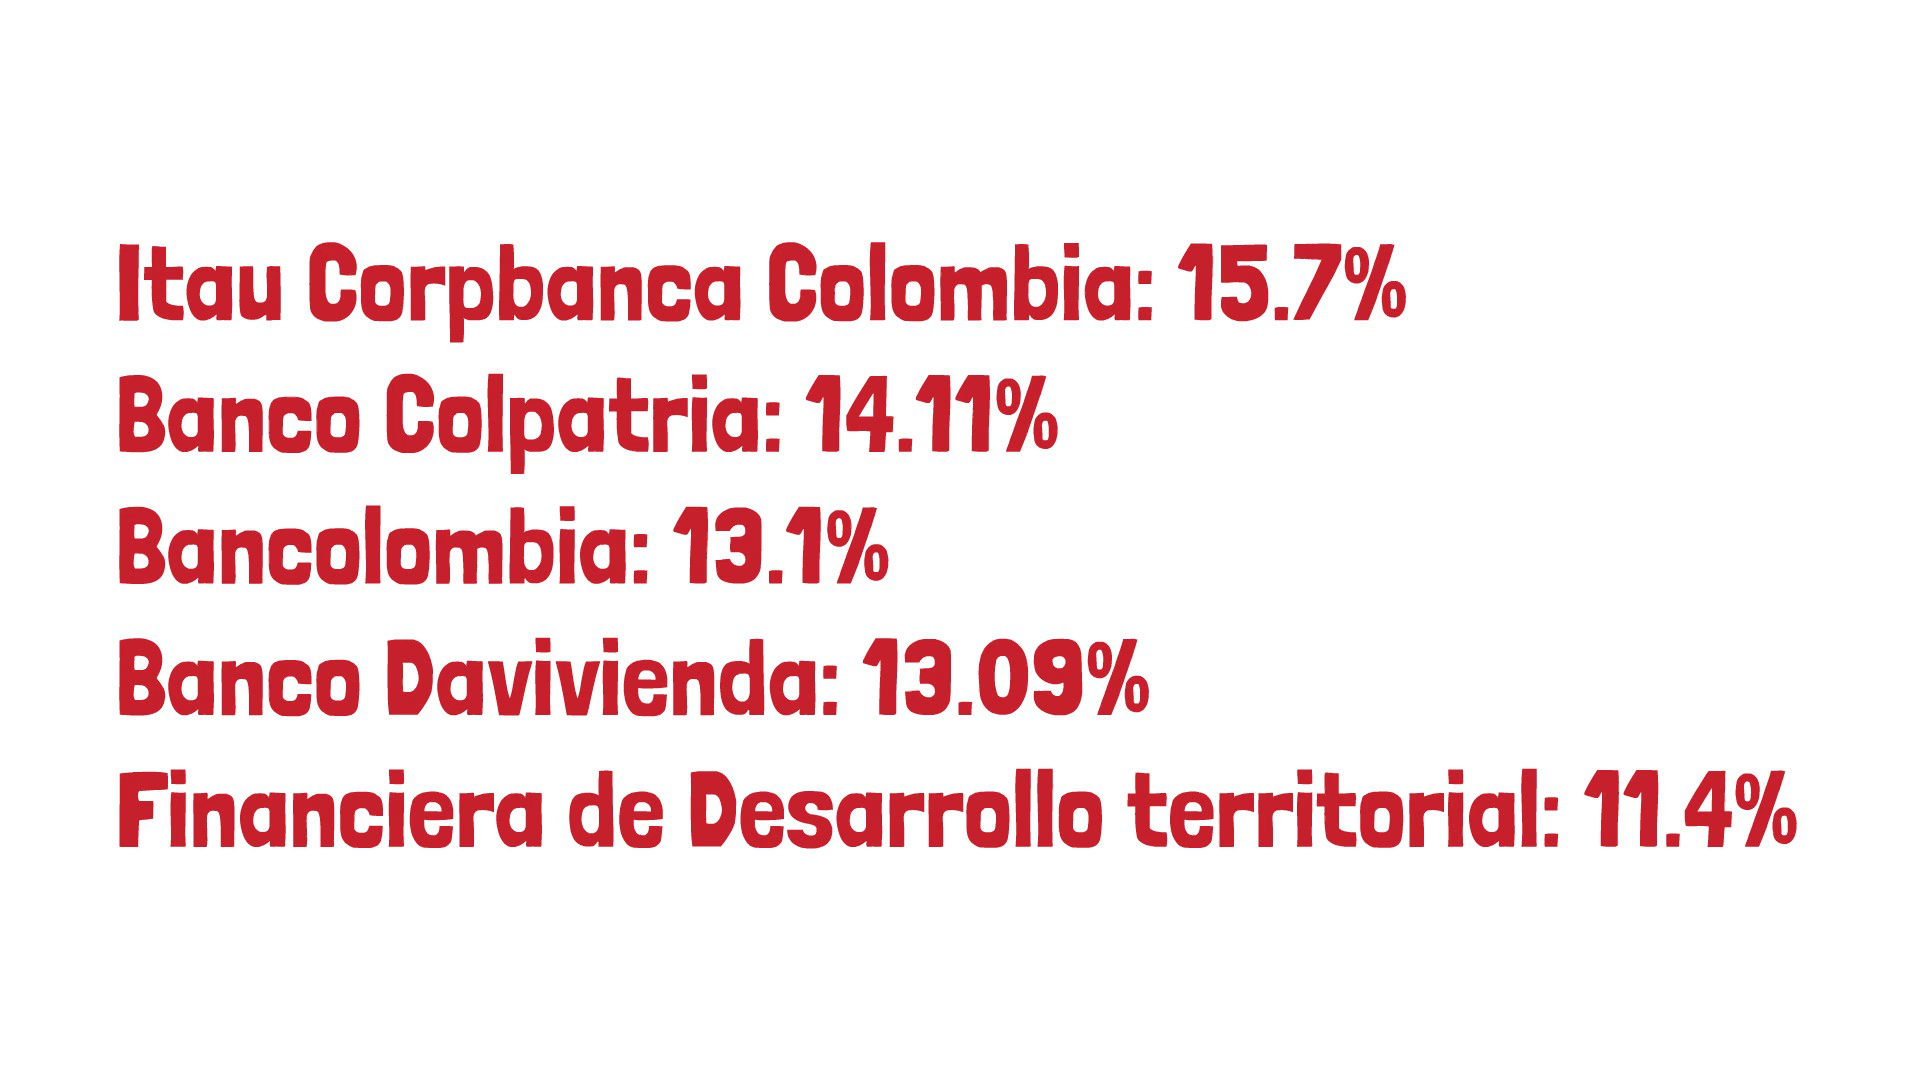 Itau Corpbanca Colombia: 15.7%
Banco Colpatria: 14.11%
Bancolombia: 13.1%
Banco Davivienda: 13.09%
Financiera de Desarrollo territorial: 11.4%